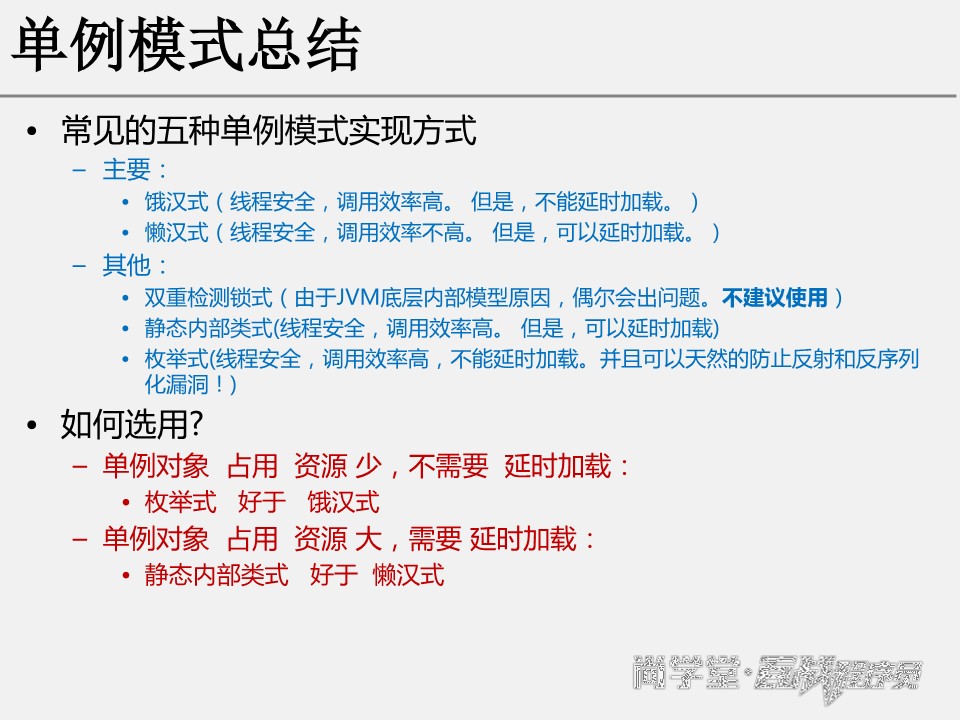 单例模式总结
• 常见的五种单例模式实现方式
– 主要：
• 饿汉式（线程安全，调用效率高。 但是，不能延时加载。）
• 懒汉式（线程安全，调用效率不高。 但是，可以延时加载。）
– 其他：
• 双重检测锁式（由于JVM底层内部模型原因，偶尔会出问题。不建议使用）
• 静态内部类式(线程安全，调用效率高。 但是，可以延时加载)
• 枚举式(线程安全，调用效率高，不能延时加载。并且可以天然的防止反射和反序列
化漏洞！)
• 如何选用?
– 单例对象 占用 资源 少，不需要 延时加载：
• 枚举式 好于 饿汉式
– 单例对象 占用 资源 大，需要 延时加载：
• 静态内部类式 好于 懒汉式
尚学堂·程序员